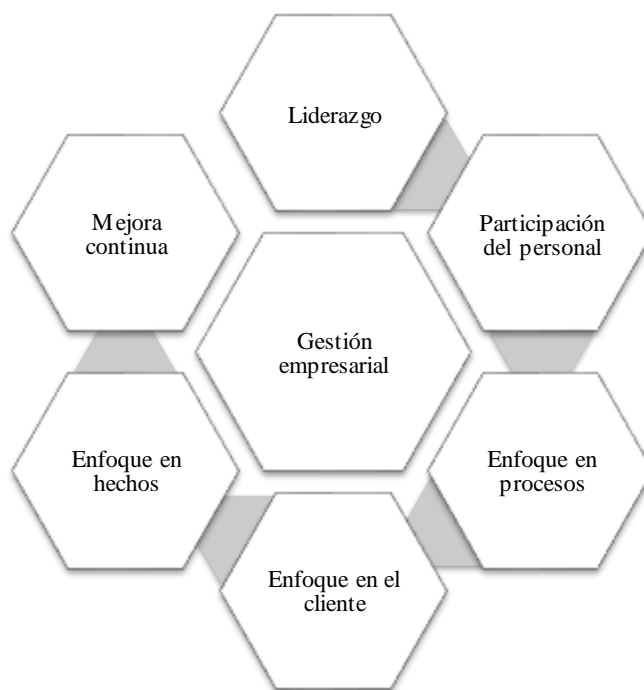 Liderazgo
Participación
del personal
Mejora
continua
Gestión
empresarial
Enfoque en
procesos
Enfoque en
hechos
Enfoque en el
cliente